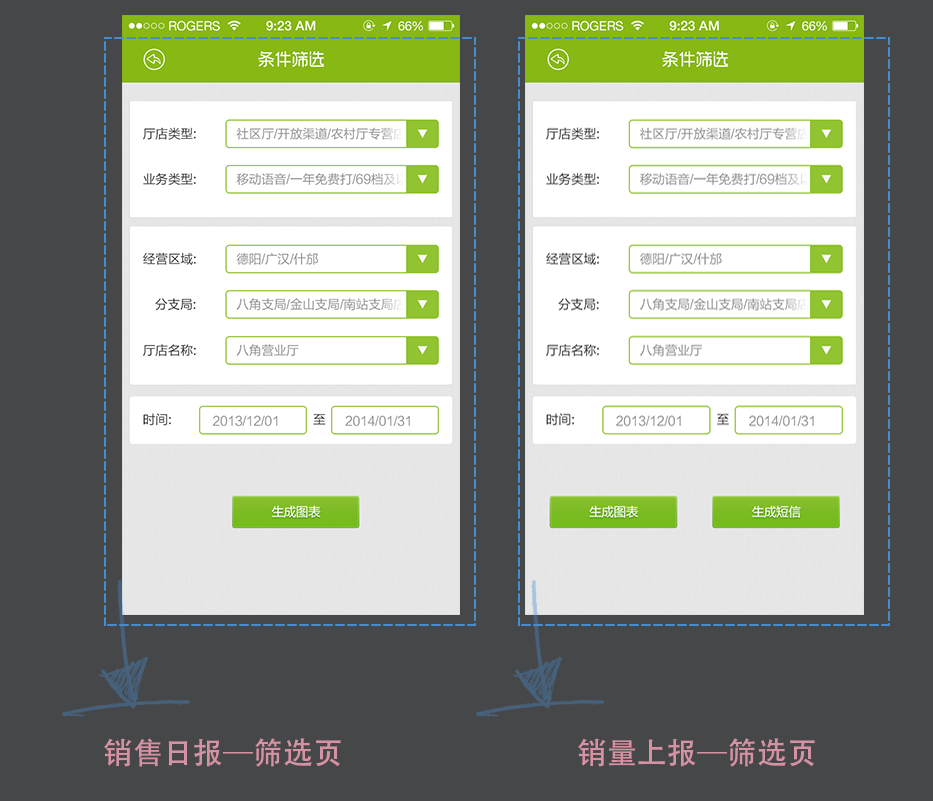 ROGERS 9:23 AM 66%
条件筛选
厅店类型: 社区厅/开放渠道/农村厅专营店
业务类型: 移动语音/一年免费打/69档及以
经营区域: 德阳/广汉/什邡
分支局: 八角支局/金山支局/南站支局店
厅店名称: 八角营业厅
时间: 2013/12/01 至 2014/01/31
生成图表
销售日报—筛选页
ROGERS 9:23 AM 66%
条件筛选
厅店类型: 社区厅/开放渠道/农村厅专营店
业务类型: 移动语音/一年免费打/69档及以
经营区域: 德阳/广汉/什邡
分支局: 八角支局/金山支局/南站支局店
厅店名称: 八角营业厅
时间: 2013/12/01 至 2014/01/31
生成图表 生成短信
销量上报—筛选页